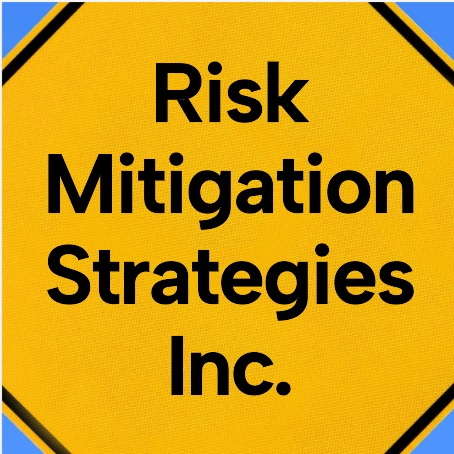 Risk
Mitigation
Strategies
Inc.